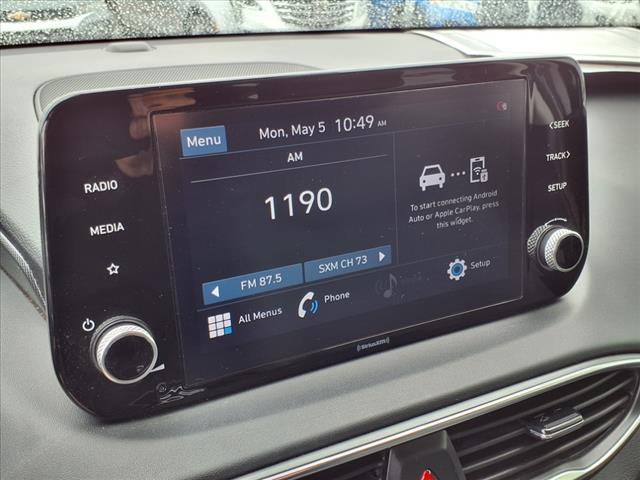 Menu
Mon, May 5 10:49 AM
AM
1190
FM 87.5
SXM CH 73
To start connecting Android
Auto or Apple CarPlay, press
this widget.
All Menus
Phone
Setup
RADIO
MEDIA
SEEK
TRACK
SETUP
SiriusXM